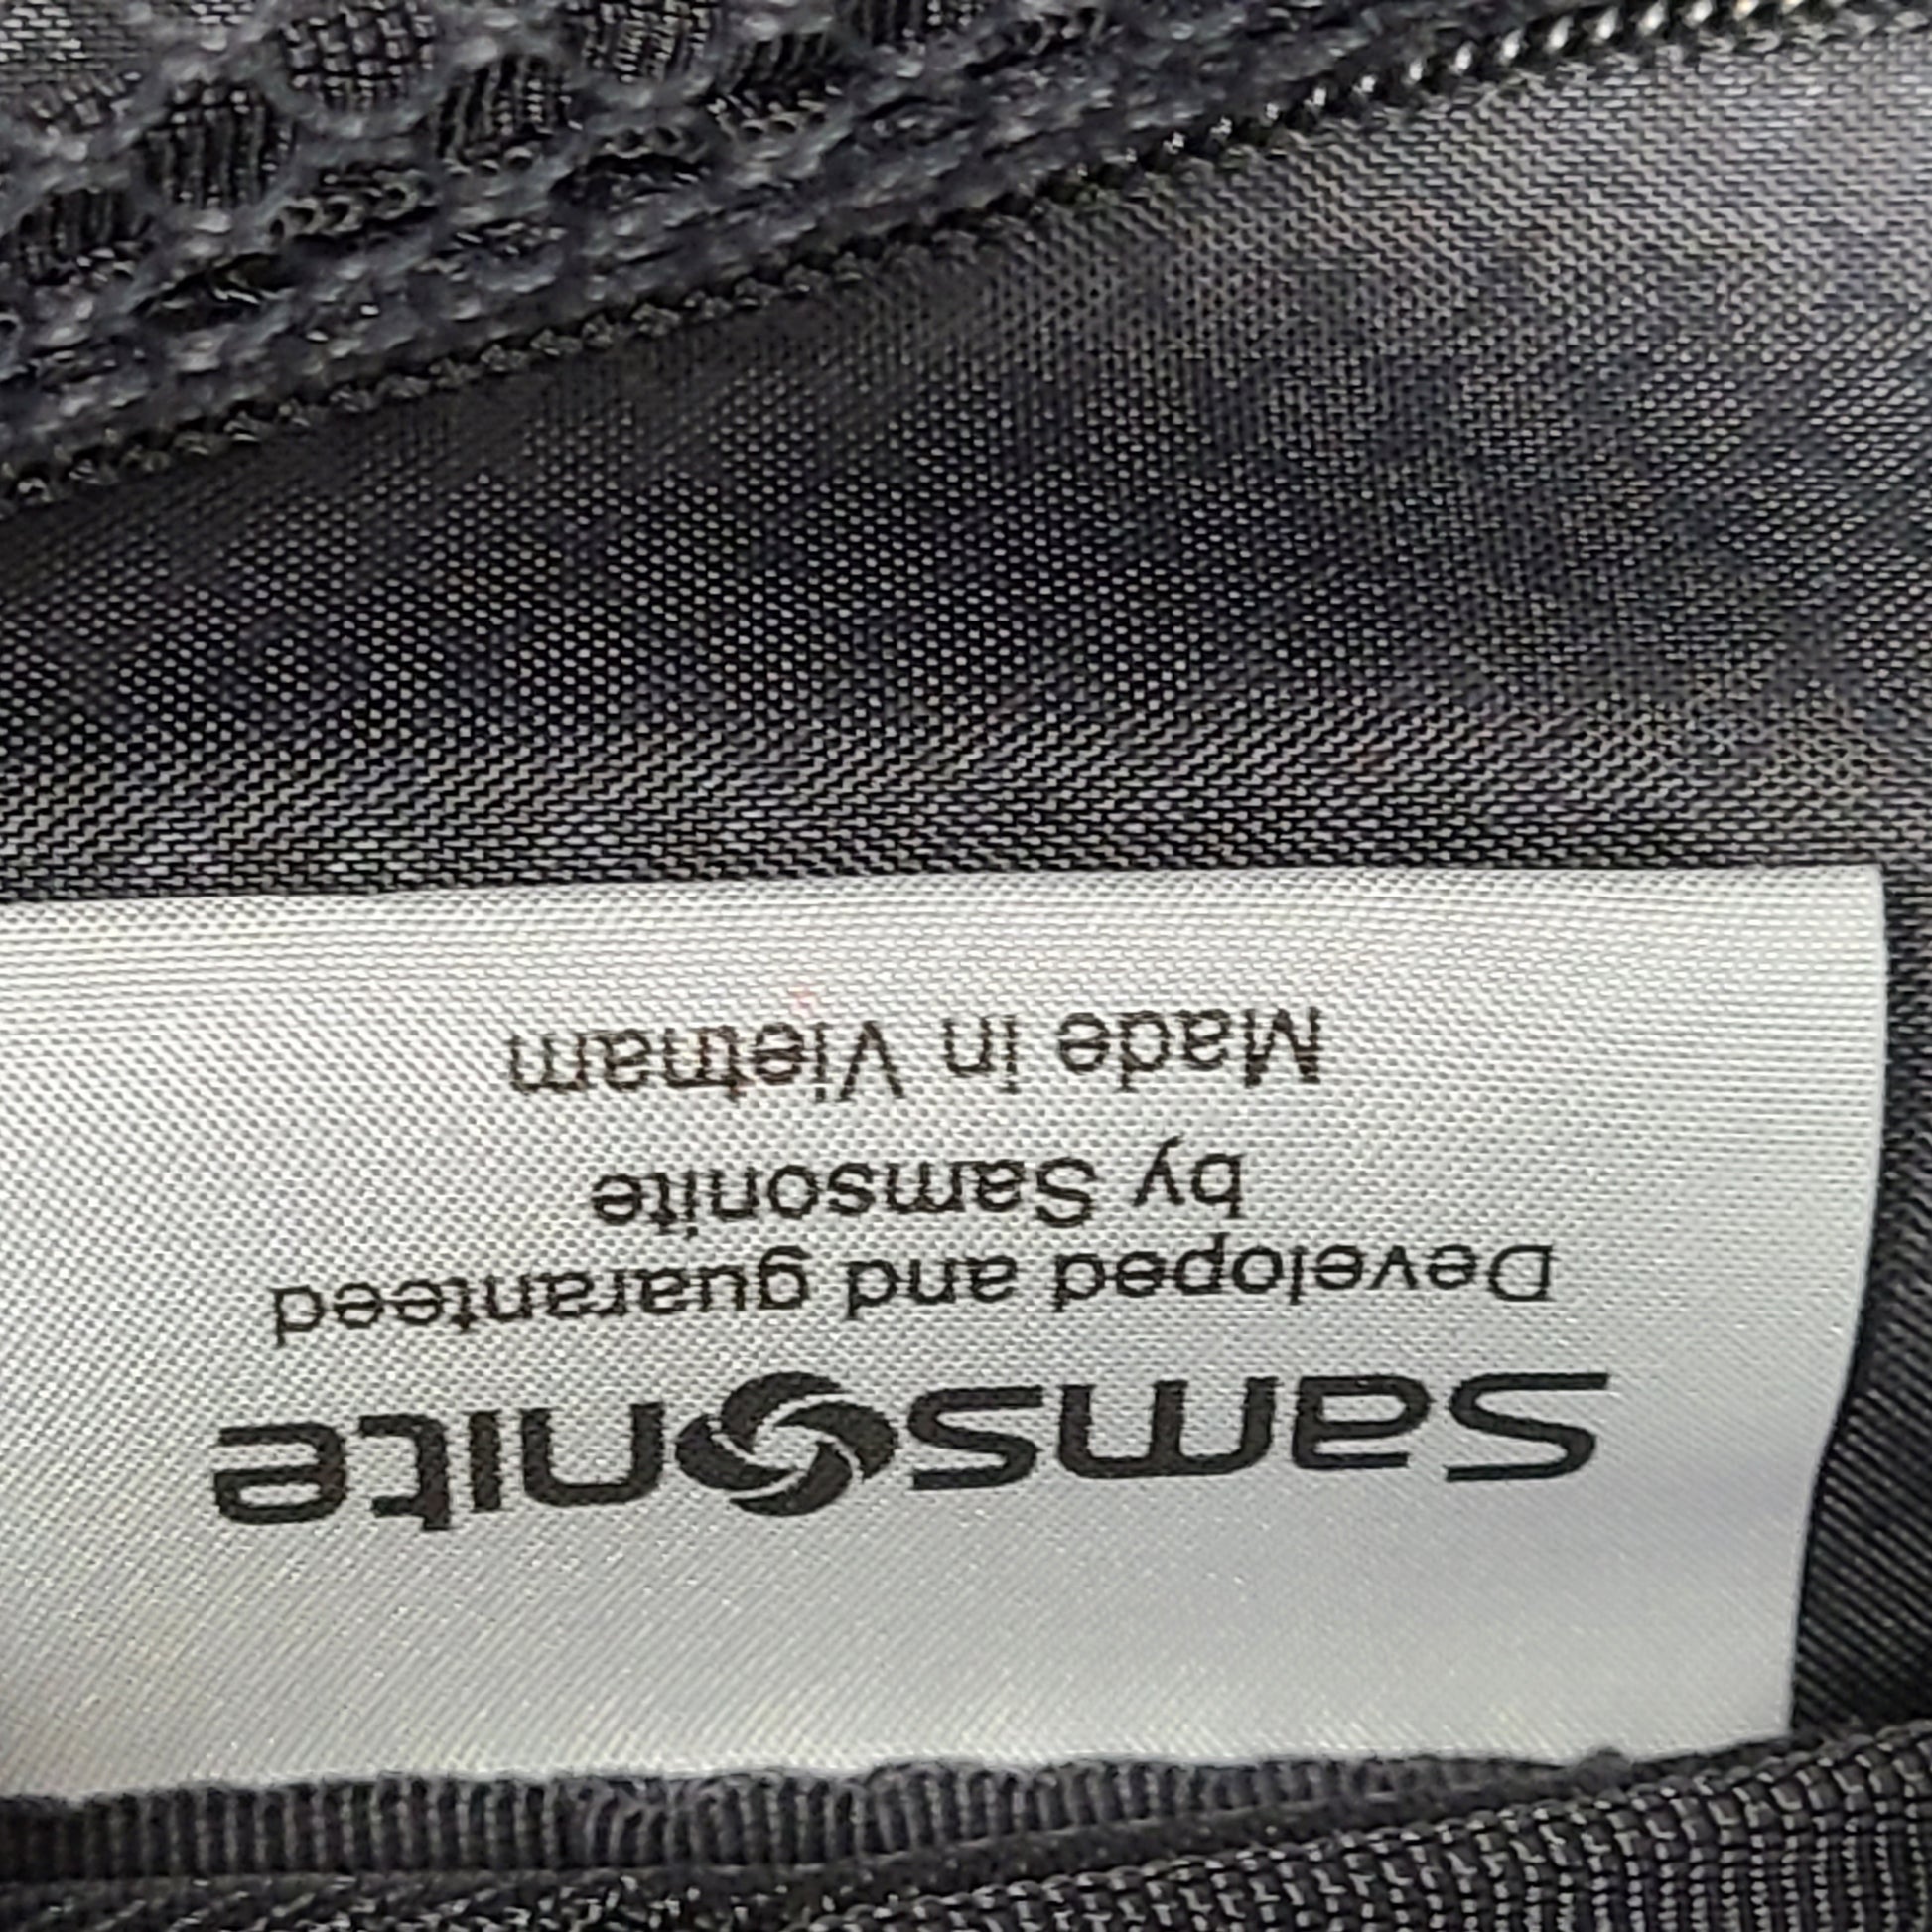 Samsonite
Developed and guaranteed
by Samsonite
Made in Vietnam